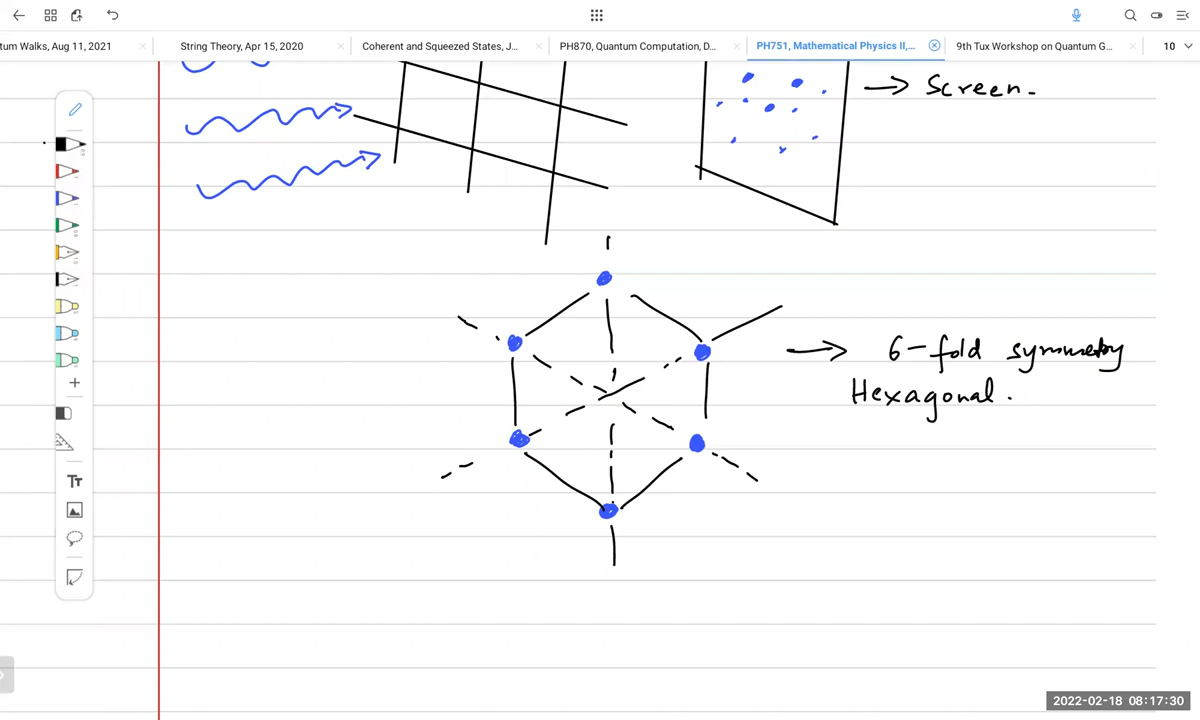 tum Walks, Aug 11, 2021
String Theory, Apr 15, 2020
Coherent and Squeezed States, J...
PH870, Quantum Computation, D...
PH751, Mathematical Physics II,...
9th Tux Workshop on Quantum G...
10
→ Screen.
→ 6-fold symmetry
Hexagonal.
Tт
2022-02-18 08:17:30